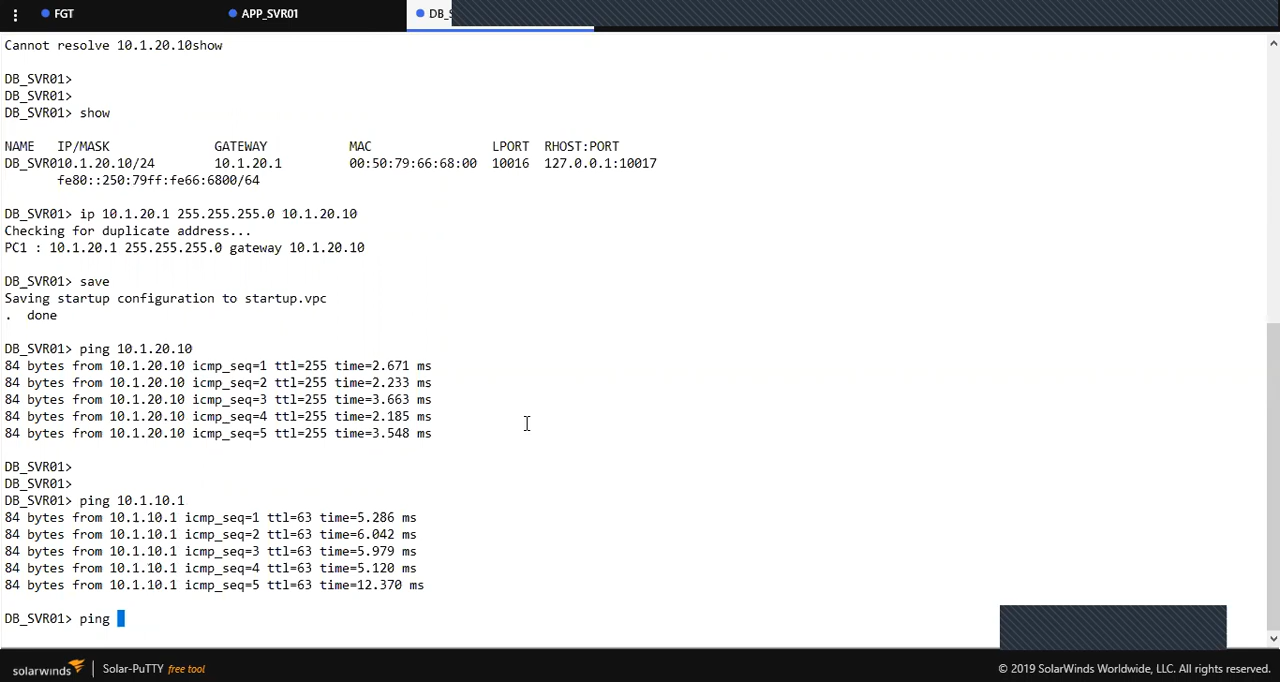 FGT
APP_SVR01
DB_S
Cannot resolve 10.1.20.10show
DB_SVR01>
DB_SVR01>
DB_SVR01> show
NAME   IP/MASK              GATEWAY           MAC                LPORT  RHOST:PORT
DB_SVR010.1.20.10/24        10.1.20.1         00:50:79:66:68:00  10016  127.0.0.1:10017
       fe80::250:79ff:fe66:6800/64
DB_SVR01> ip 10.1.20.1 255.255.255.0 10.1.20.10
Checking for duplicate address...
PC1 : 10.1.20.1 255.255.255.0 gateway 10.1.20.10
DB_SVR01> save
Saving startup configuration to startup.vpc
.  done
DB_SVR01> ping 10.1.20.10
84 bytes from 10.1.20.10 icmp_seq=1 ttl=255 time=2.671 ms
84 bytes from 10.1.20.10 icmp_seq=2 ttl=255 time=2.233 ms
84 bytes from 10.1.20.10 icmp_seq=3 ttl=255 time=3.663 ms
84 bytes from 10.1.20.10 icmp_seq=4 ttl=255 time=2.185 ms
84 bytes from 10.1.20.10 icmp_seq=5 ttl=255 time=3.548 ms
DB_SVR01>
DB_SVR01>
DB_SVR01> ping 10.1.10.1
84 bytes from 10.1.10.1 icmp_seq=1 ttl=63 time=5.286 ms
84 bytes from 10.1.10.1 icmp_seq=2 ttl=63 time=6.042 ms
84 bytes from 10.1.10.1 icmp_seq=3 ttl=63 time=5.979 ms
84 bytes from 10.1.10.1 icmp_seq=4 ttl=63 time=5.120 ms
84 bytes from 10.1.10.1 icmp_seq=5 ttl=63 time=12.370 ms
DB_SVR01> ping
solarwinds | Solar-PuTTY free tool
© 2019 SolarWinds Worldwide, LLC. All rights reserved.